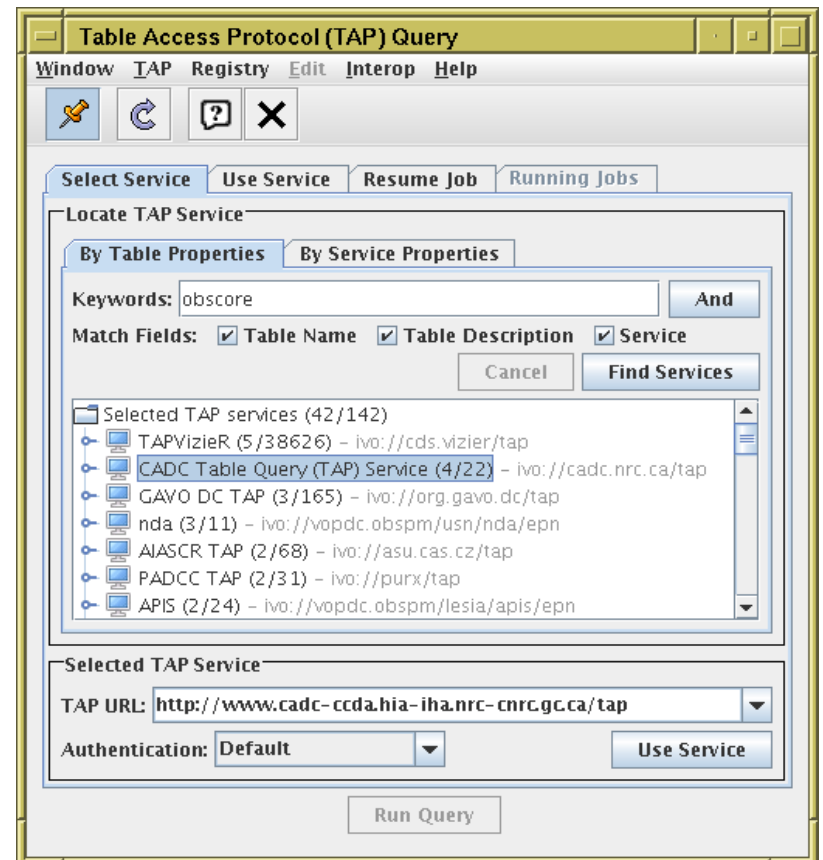 Table Access Protocol (TAP) Query
Window TAP Registry Edit Interop Help
Select Service Use Service Resume Job Running Jobs
Locate TAP Service
By Table Properties By Service Properties
Keywords: obscore And
Match Fields: Table Name Table Description Service
Cancel Find Services
Selected TAP services (42/142)
TAPVizieR (5/38626) – ivo://cds.vizier/tap
CADC Table Query (TAP) Service (4/22) – ivo://cadc.nrc.ca/tap
GAVO DC TAP (3/165) – ivo://org.gavo.dc/tap
nda (3/11) – ivo://vopdc.obspm/usn/nda/epn
AIASCR TAP (2/68) – ivo://asu.cas.cz/tap
PADCC TAP (2/31) – ivo://purx/tap
APIS (2/24) – ivo://vopdc.obspm/lesia/apis/epn
Selected TAP Service
TAP URL: http://www.cadc-ccda.hia-iha.nrc-cnrc.gc.ca/tap
Authentication: Default Use Service
Run Query